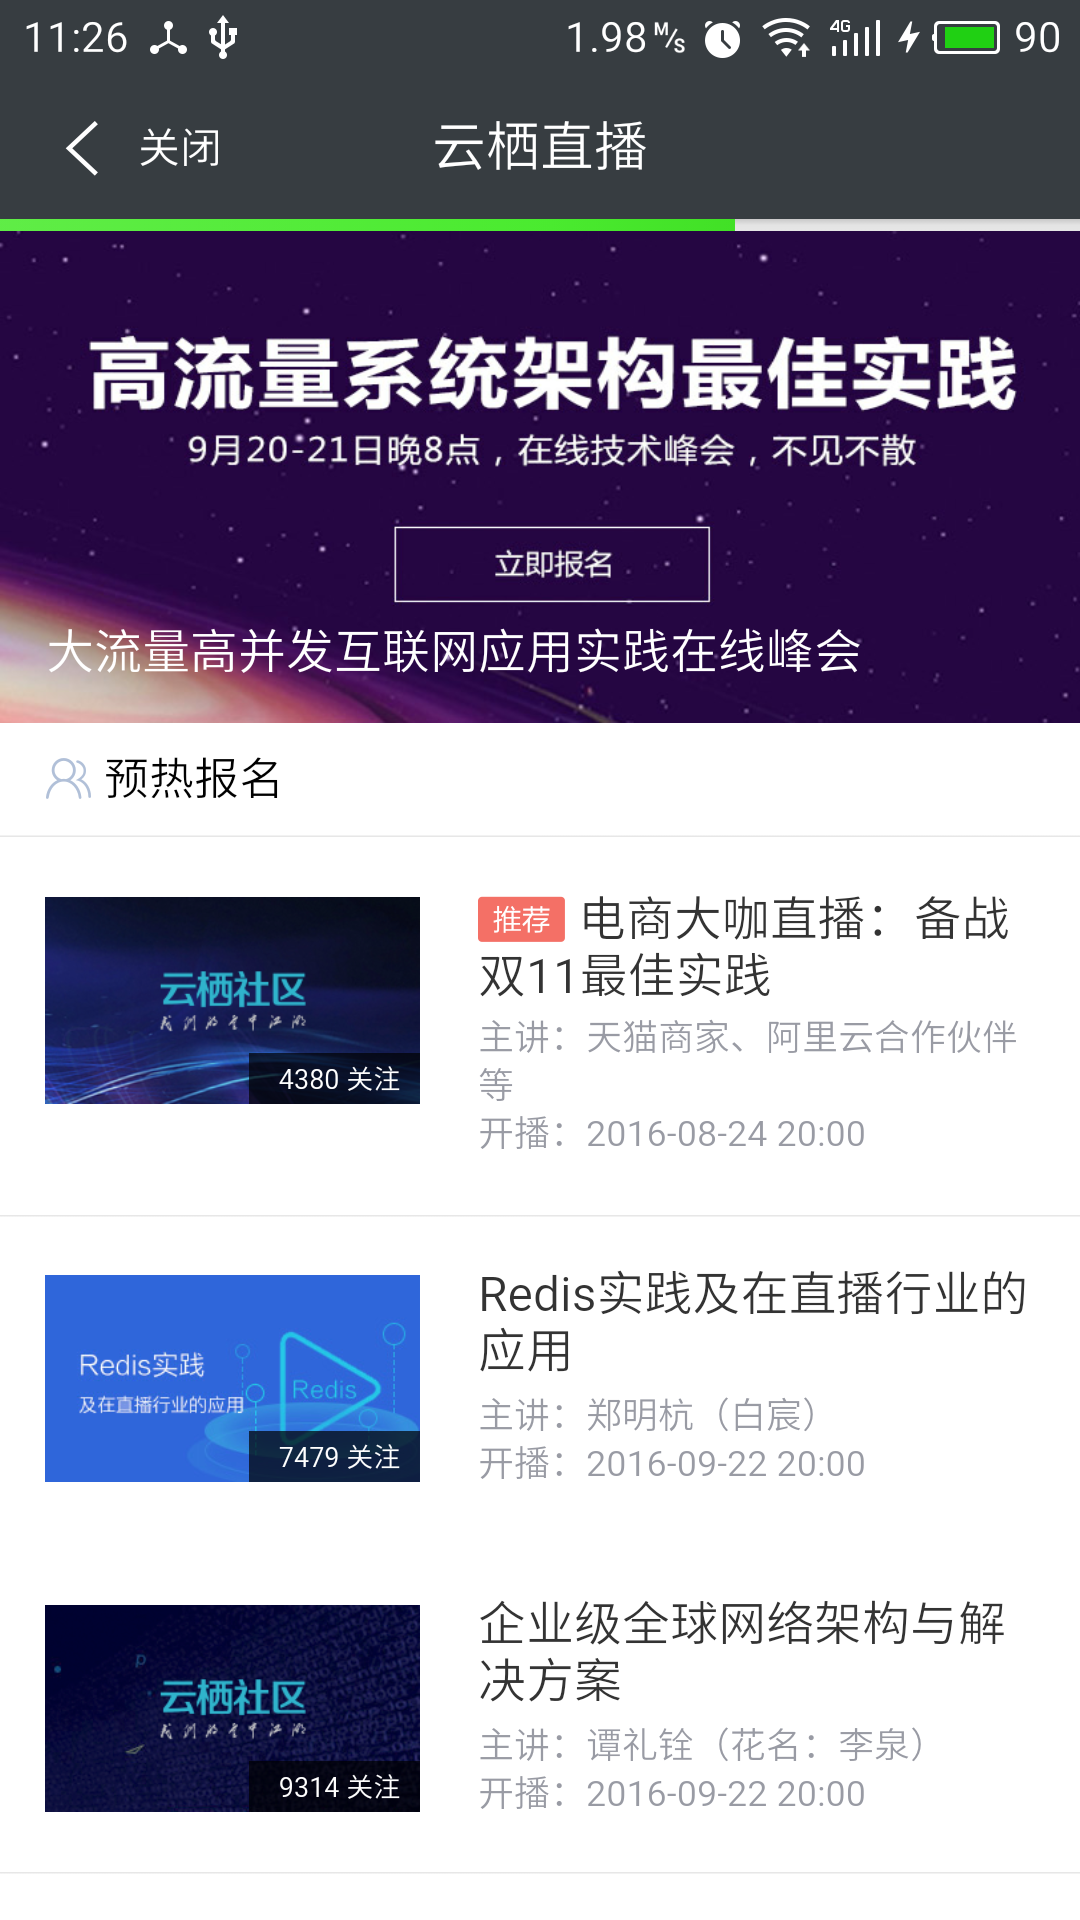 11:26
1.98 M/s 4G 90
关闭
云栖直播
高流量系统架构最佳实践
9月20-21日晚8点，在线技术峰会，不见不散
立即报名
大流量高并发互联网应用实践在线峰会
预热报名
云栖社区
4380 关注
推荐 电商大咖直播：备战
双11最佳实践
主讲：天猫商家、阿里云合作伙伴
等
开播：2016-08-24 20:00
Redis实践
及在直播行业的应用
Redis
7479 关注
Redis实践及在直播行业的
应用
主讲：郑明杭（白宸）
开播：2016-09-22 20:00
云栖社区
9314 关注
企业级全球网络架构与解
决方案
主讲：谭礼铨（花名：李泉）
开播：2016-09-22 20:00